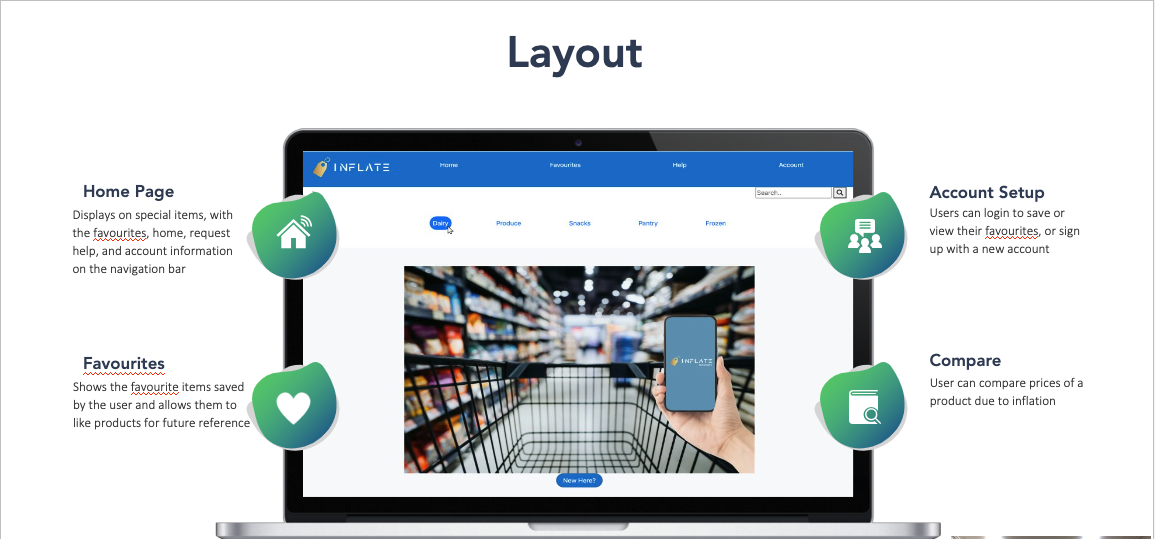 Layout
INFLATE
Home
Favourites
Help
Account
Search...
Dairy
Produce
Snacks
Pantry
Frozen
INFLATE
New Here?
Home Page
Displays on special items, with
the favourites, home, request
help, and account information
on the navigation bar
Favourites
Shows the favourite items saved
by the user and allows them to
like products for future reference
Account Setup
Users can login to save or
view their favourites, or sign
up with a new account
Compare
User can compare prices of a
product due to inflation